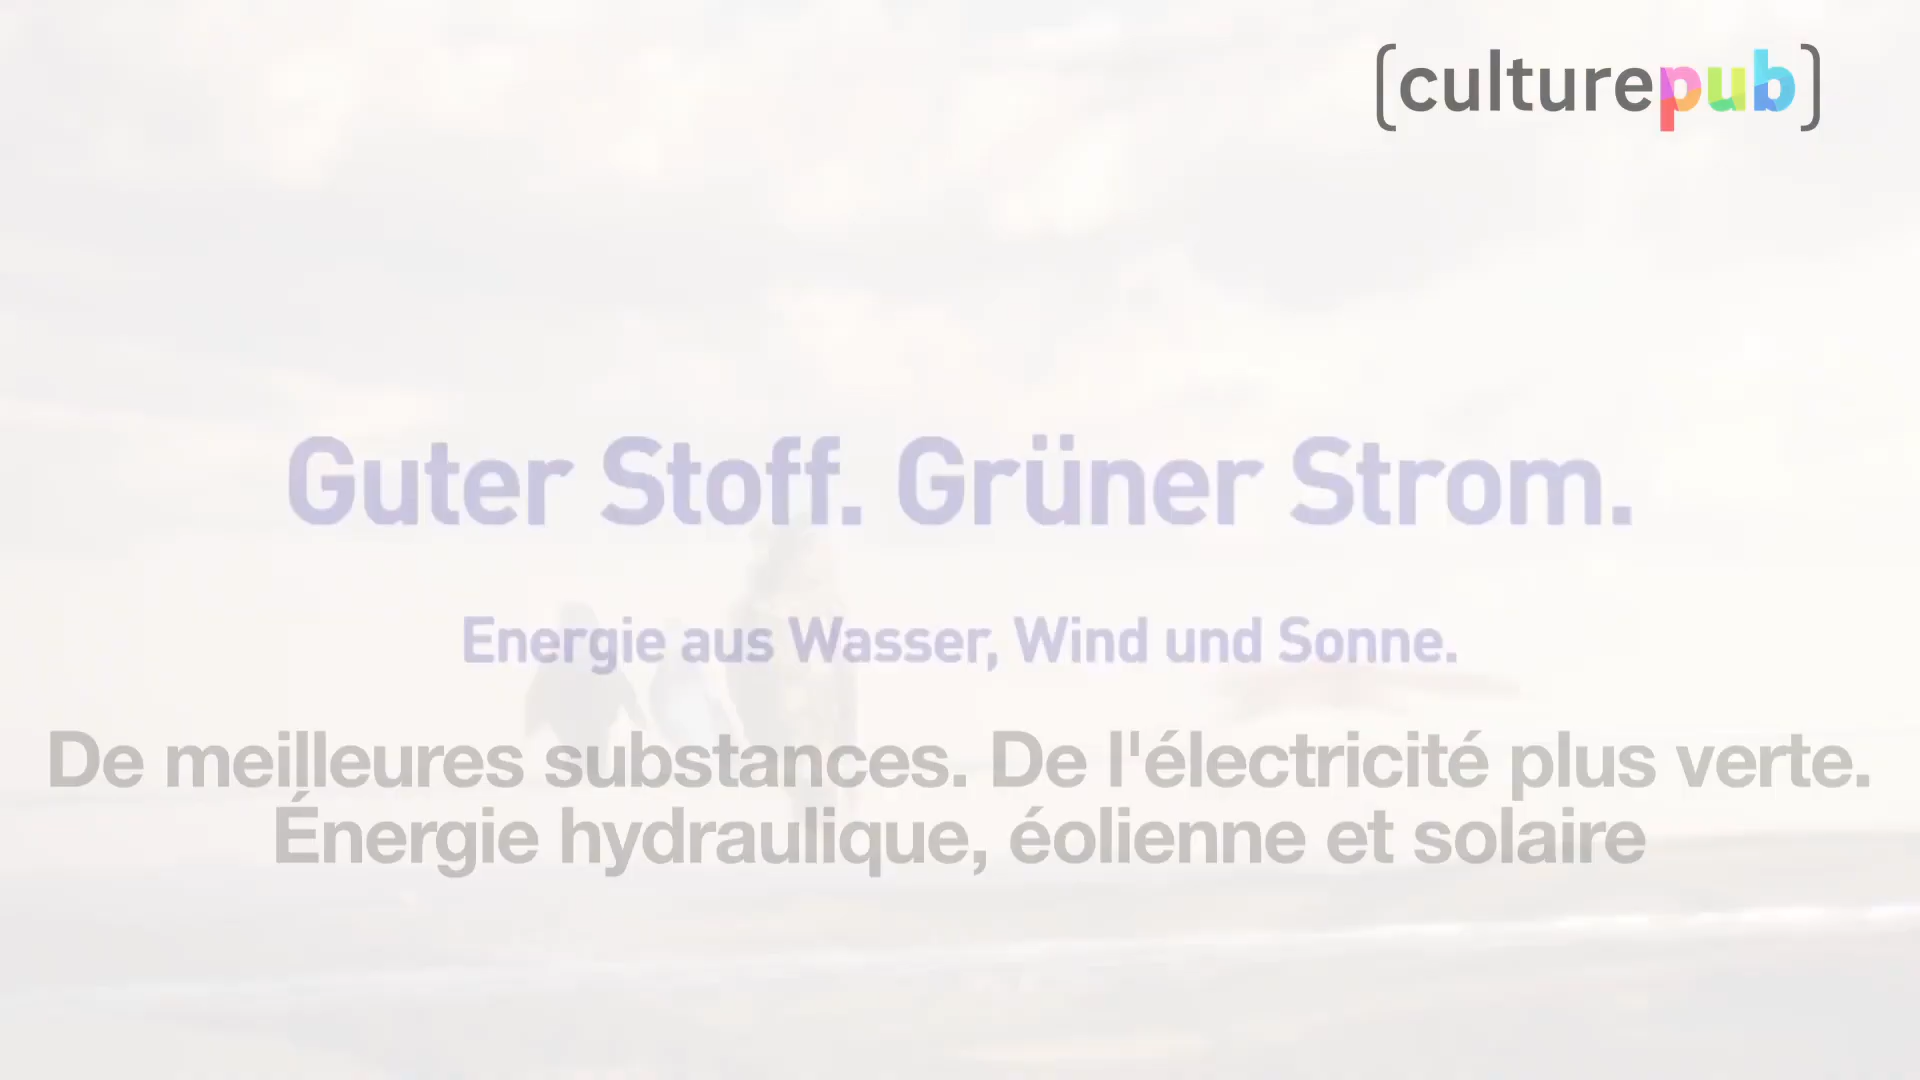 (culturepub)
Guter Stoff. Grüner Strom.
Energie aus Wasser, Wind und Sonne.
De meilleures substances. De l'électricité plus verte.
Énergie hydraulique, éolienne et solaire